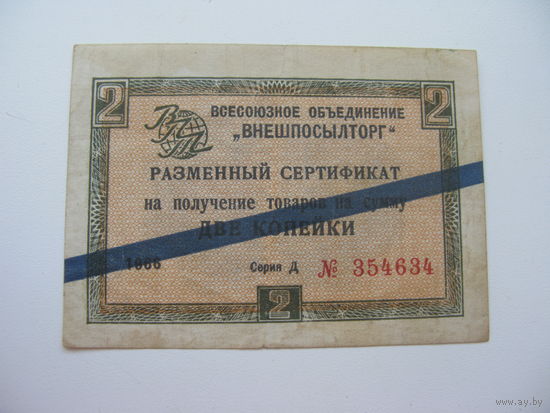 2 2
ВСЕСОЮЗНОЕ ОБЪЕДИНЕНИЕ
„ВНЕШПОСЫЛТОРГ“
РАЗМЕННЫЙ СЕРТИФИКАТ
на получение товаров на сумму
ДВЕ КОПЕЙКИ
1966 Серия Д № 354634
2
www.ay.by